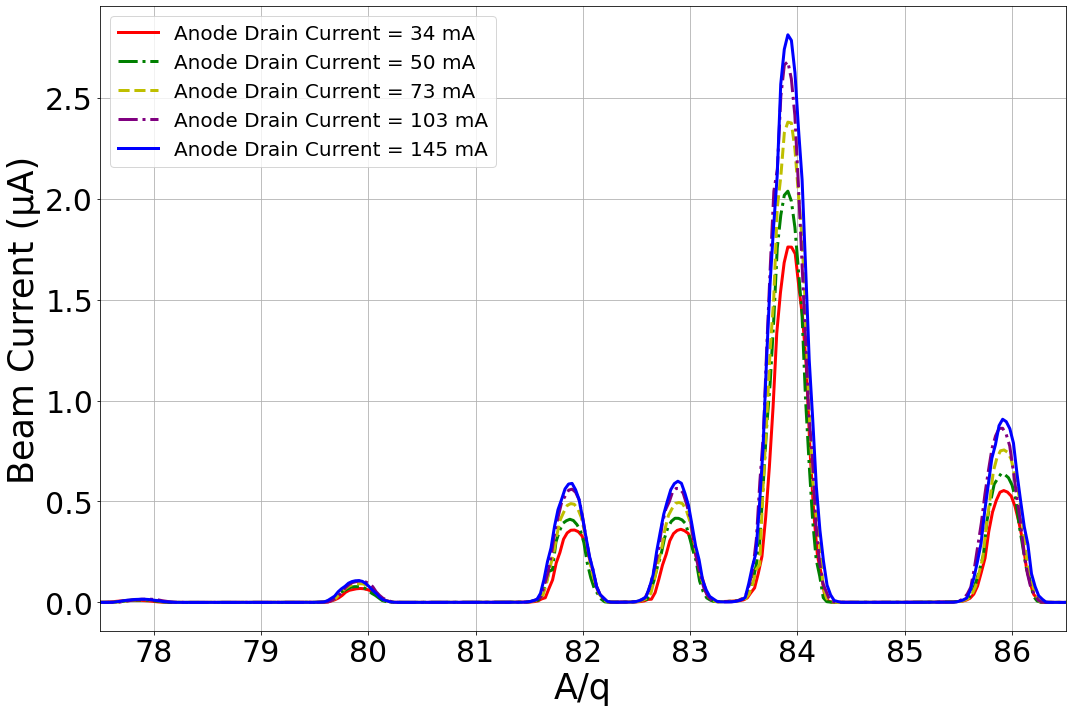 Anode Drain Current = 34 mA
Anode Drain Current = 50 mA
Anode Drain Current = 73 mA
Anode Drain Current = 103 mA
Anode Drain Current = 145 mA
Beam Current (μA)
2.5
2.0
1.5
1.0
0.5
0.0
78 79 80 81 82 83 84 85 86
A/q